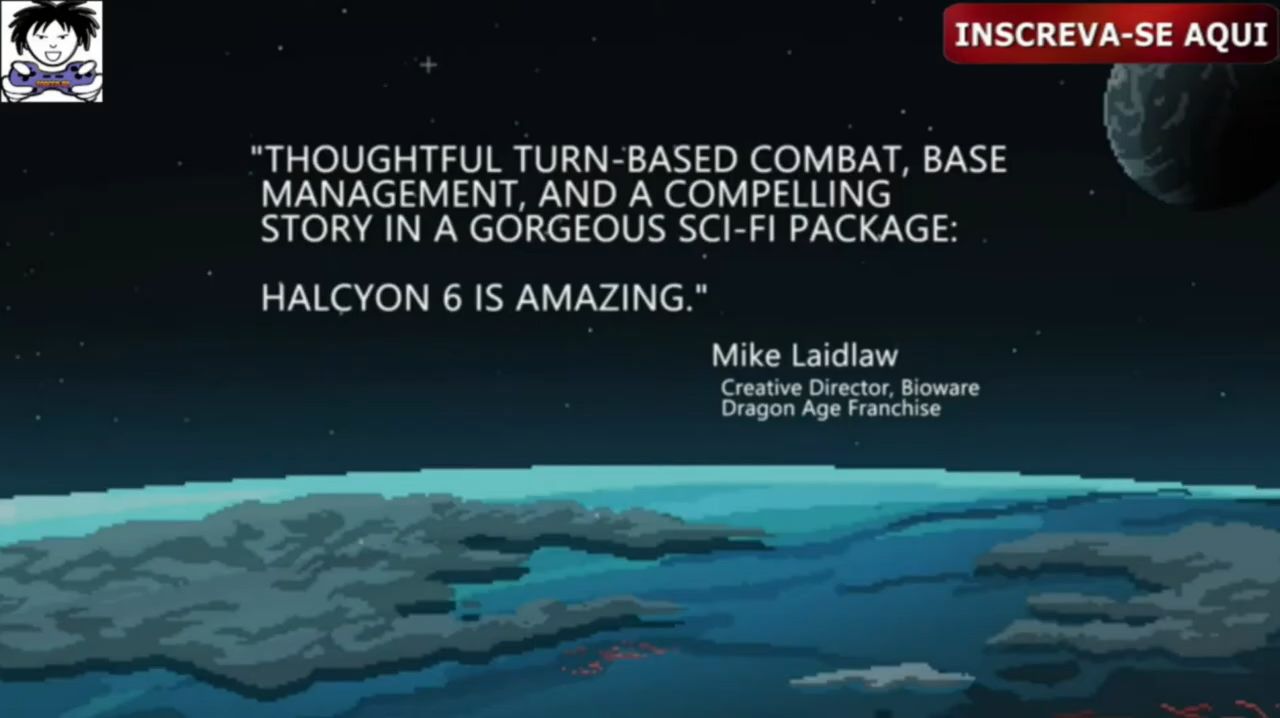 INSCREVA-SE AQUI
"THOUGHTFUL TURN-BASED COMBAT, BASE
MANAGEMENT, AND A COMPELLING
STORY IN A GORGEOUS SCI-FI PACKAGE:
HALCYON 6 IS AMAZING."
Mike Laidlaw
Creative Director, Bioware
Dragon Age Franchise